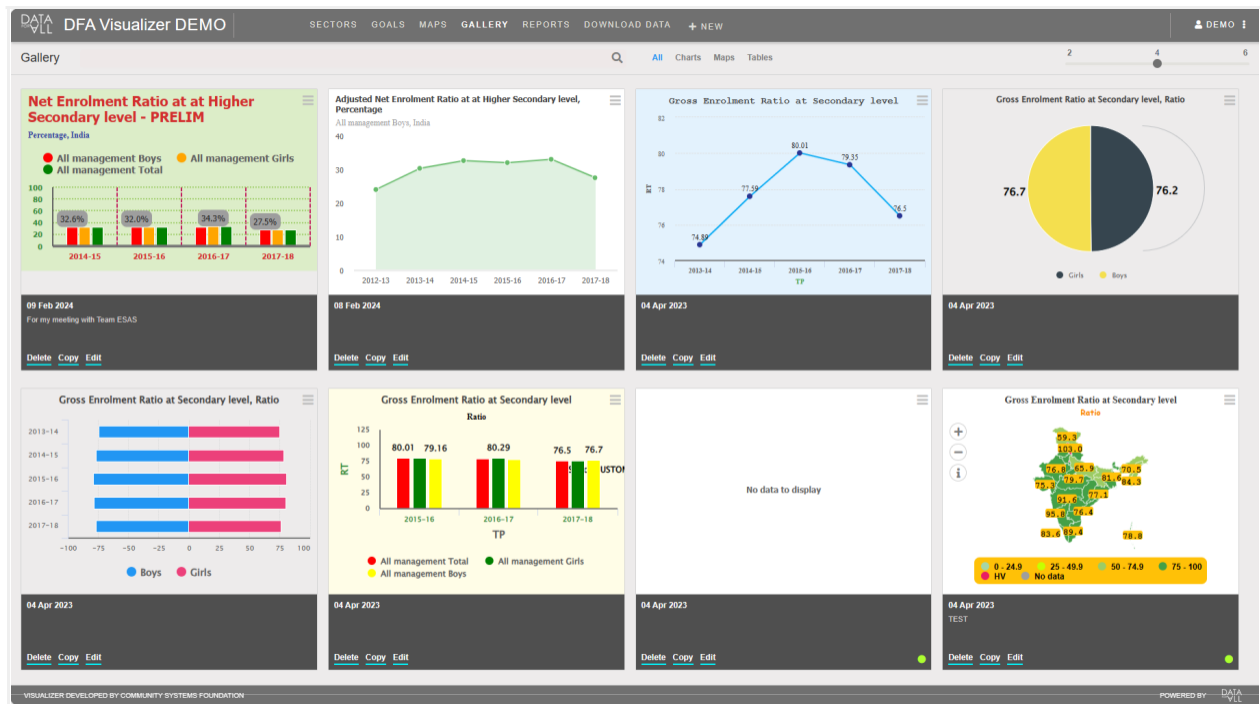 DATA FOR ALL DFA Visualizer DEMO SECTORS GOALS MAPS GALLERY REPORTS DOWNLOAD DATA + NEW DEMO
Gallery All Charts Maps Tables 2 4 6
Net Enrolment Ratio at at Higher
Secondary level - PRELIM
Percentage, India
All management Boys All management Girls
All management Total
100
80
60
40
20
0
32.6% 32.0% 34.3% 27.5%
2014-15 2015-16 2016-17 2017-18
09 Feb 2024
For my meeting with Team ESAS
Delete Copy Edit
Adjusted Net Enrolment Ratio at at Higher Secondary level,
Percentage
All management Boys, India
40
30
20
10
0
2012-13 2013-14 2014-15 2015-16 2016-17 2017-18
08 Feb 2024
Delete Copy Edit
Gross Enrolment Ratio at Secondary level
82
80
78
76
74
RT
74.89 77.59 80.01 79.35 76.5
2013-14 2014-15 2015-16 2016-17 2017-18
TP
04 Apr 2023
Delete Copy Edit
Gross Enrolment Ratio at Secondary level, Ratio
76.7 76.2
Girls Boys
04 Apr 2023
Delete Copy Edit
Gross Enrolment Ratio at Secondary level, Ratio
2013-14
2014-15
2015-16
2016-17
2017-18
-100 -75 -50 -25 0 25 50 75 100
Boys Girls
04 Apr 2023
Delete Copy Edit
Gross Enrolment Ratio at Secondary level
Ratio
125
100
75
50
25
0
RT
80.01 79.16 80.29 76.5 76.7
2015-16 2016-17 2017-18
TP
All management Total All management Girls
All management Boys
04 Apr 2023
Delete Copy Edit
No data to display
04 Apr 2023
Delete Copy Edit
Gross Enrolment Ratio at Secondary level
Ratio
+
−
i
59.3
103.0
76.8 65.9 70.5
75.3 79.7 81.6 84.3
91.6 77.1
95.8 76.4
83.6 89.4 78.8
0 - 24.9 25 - 49.9 50 - 74.9 75 - 100
HV No data
04 Apr 2023
TEST
Delete Copy Edit
VISUALIZER DEVELOPED BY COMMUNITY SYSTEMS FOUNDATION POWERED BY DATA FOR ALL